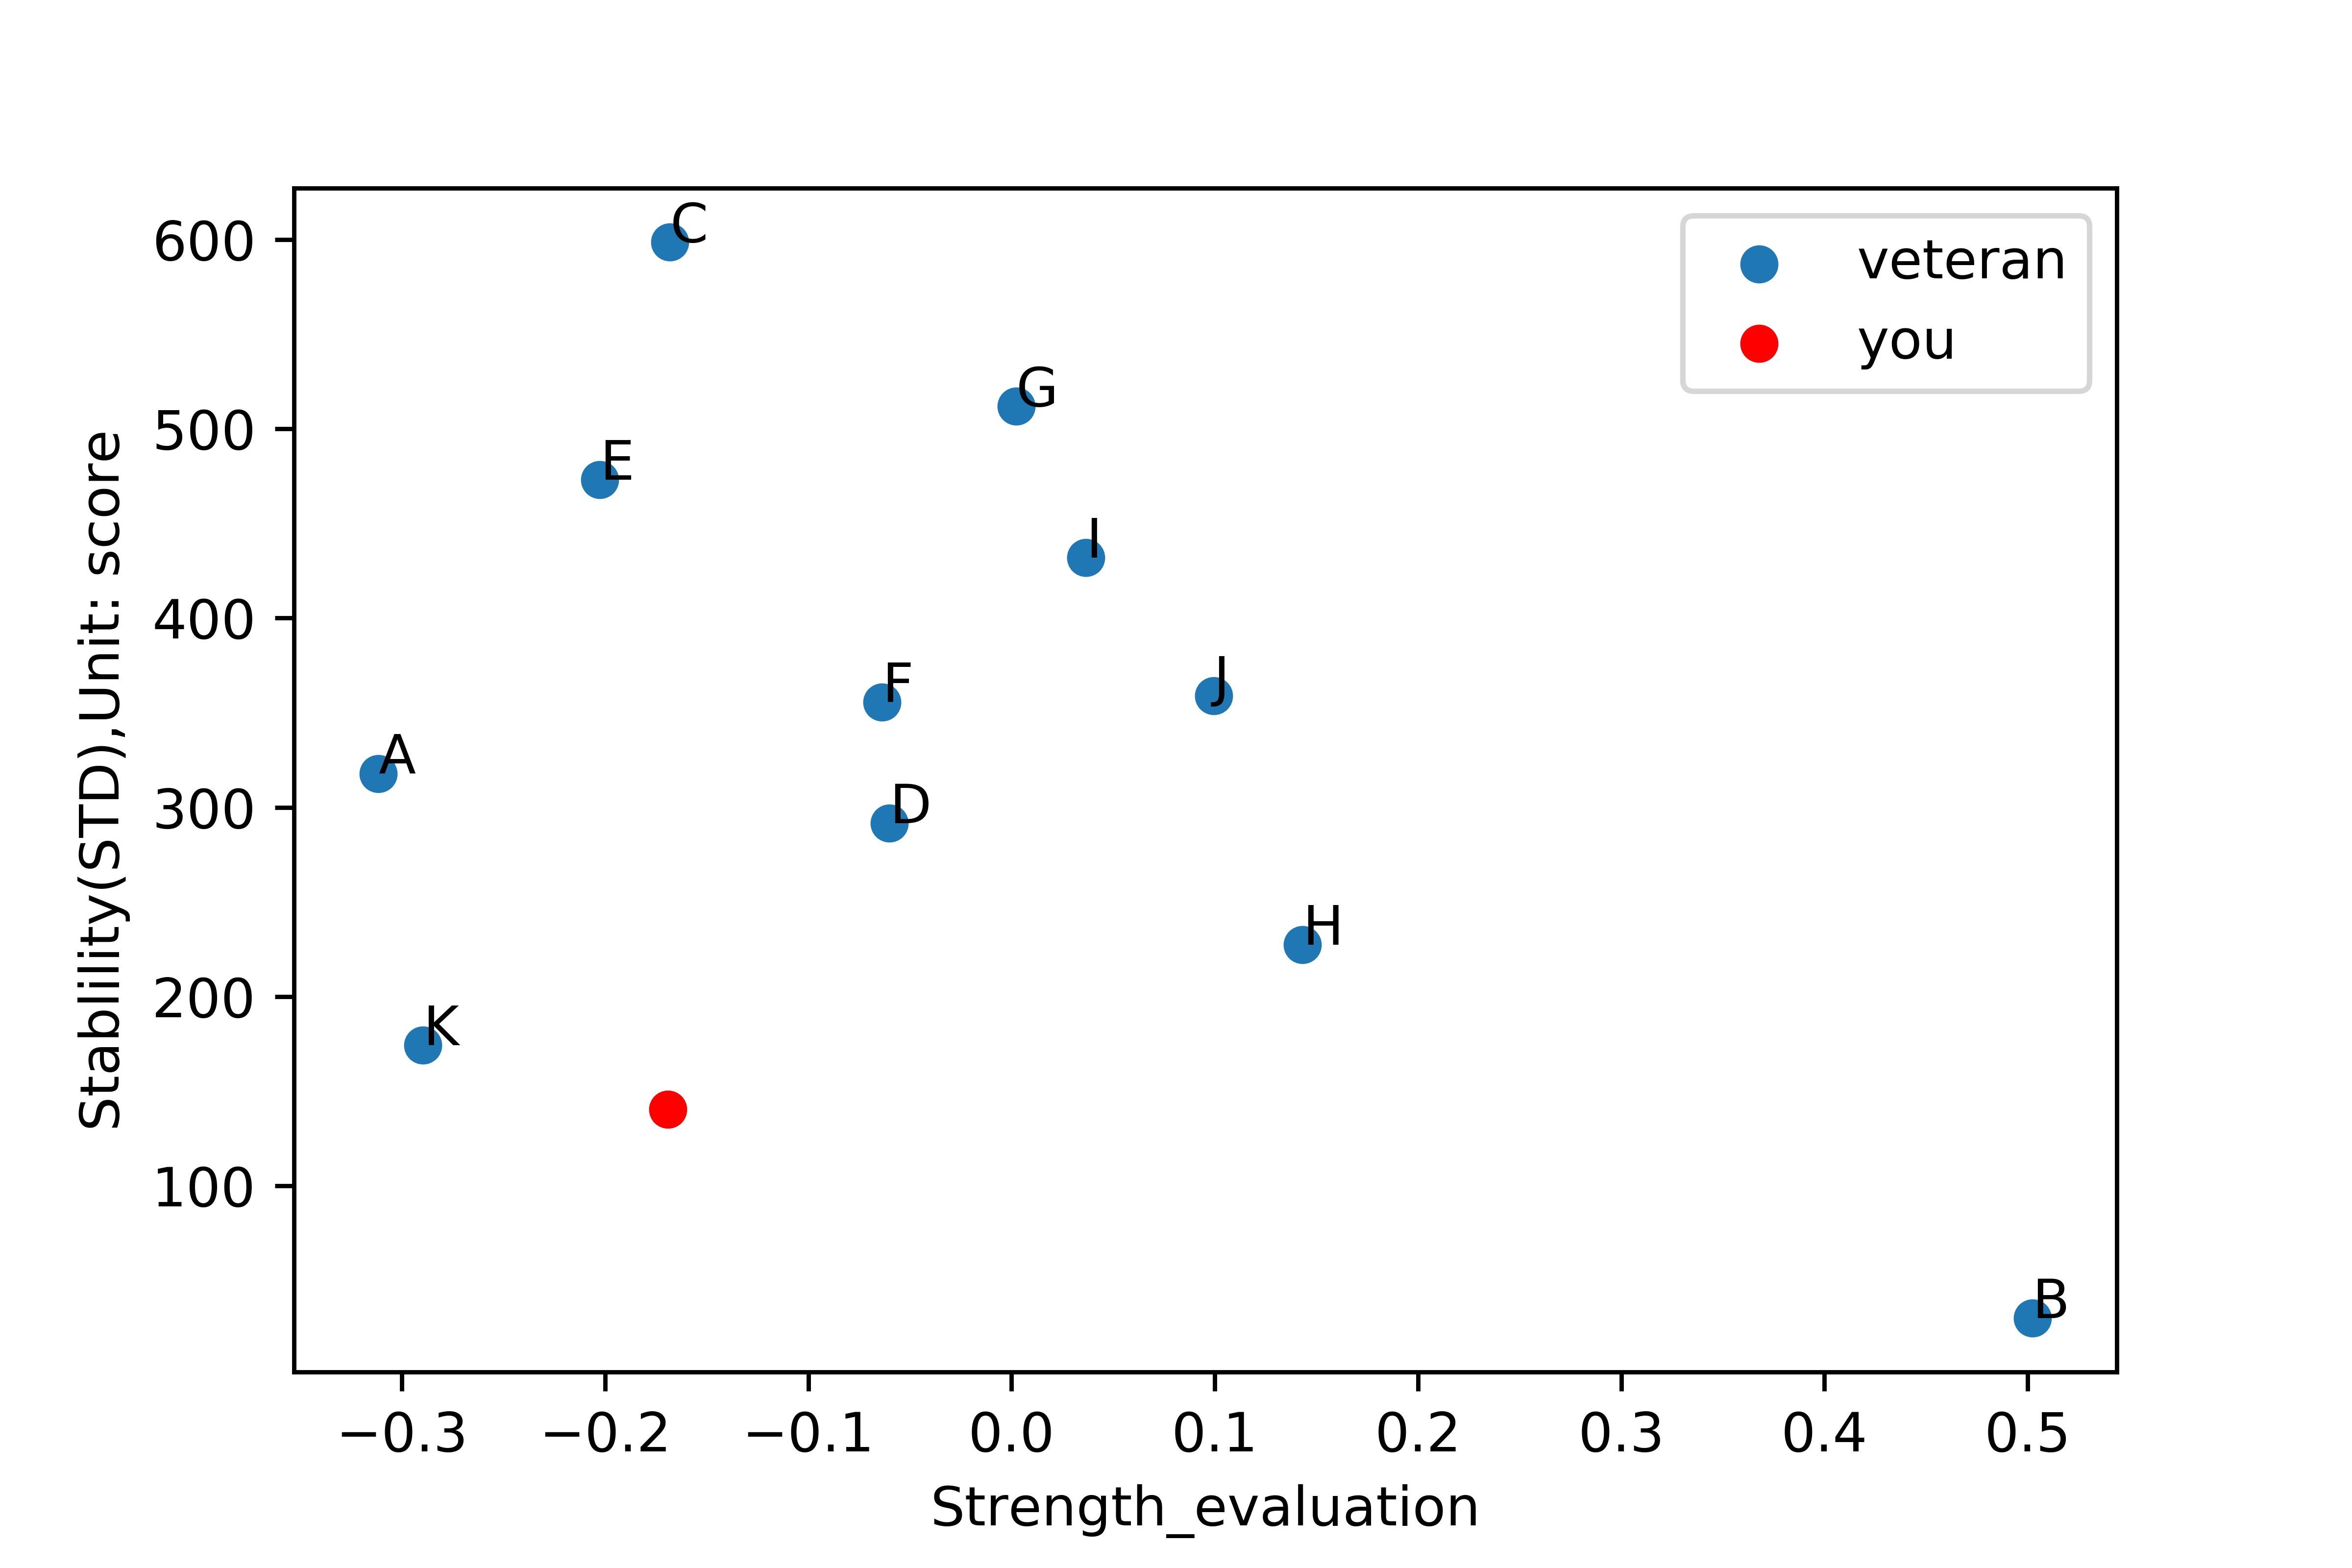 600
500
400
300
200
100
Stabliility(STD),Unit: score
C
G
E
I
F
J
A
D
H
K
B
veteran
you
−0.3 −0.2 −0.1 0.0 0.1 0.2 0.3 0.4 0.5
Strength_evaluation